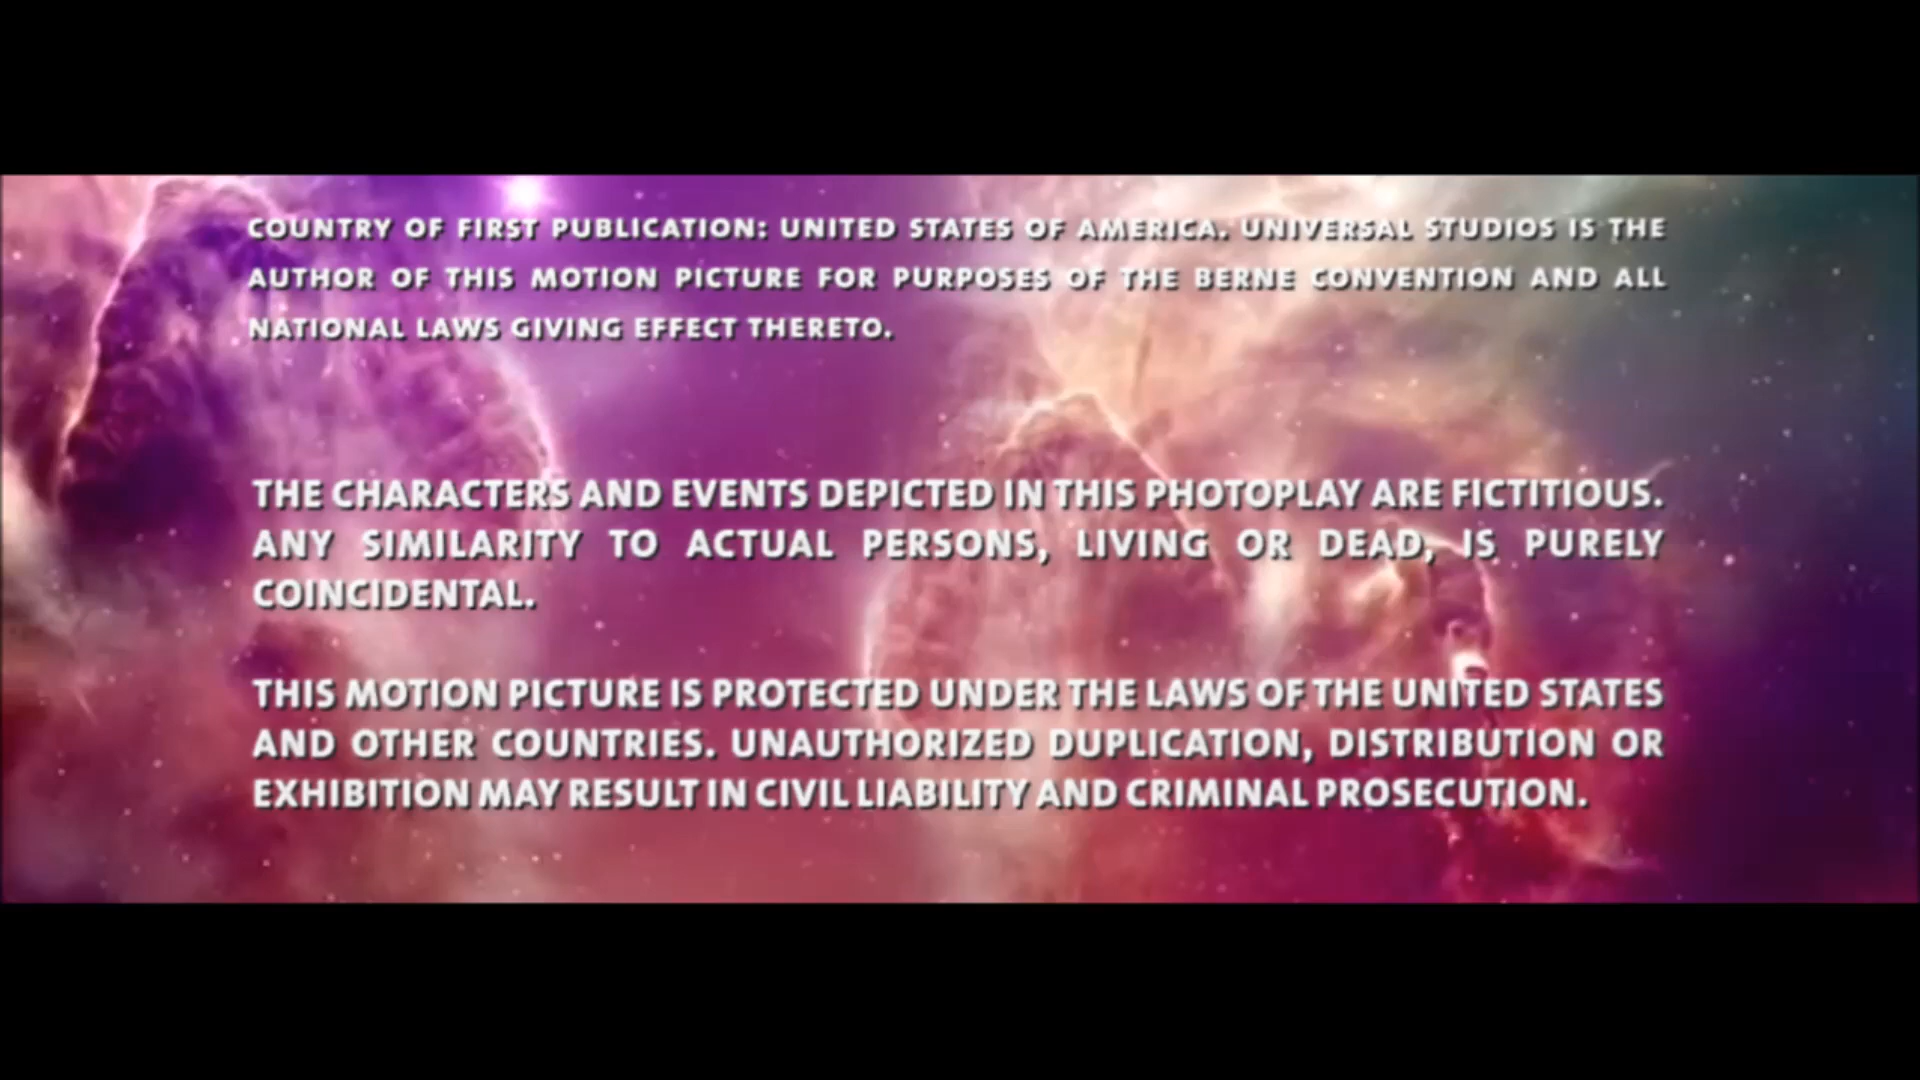 COUNTRY OF FIRST PUBLICATION: UNITED STATES OF AMERICA. UNIVERSAL STUDIOS IS THE
AUTHOR OF THIS MOTION PICTURE FOR PURPOSES OF THE BERNE CONVENTION AND ALL
NATIONAL LAWS GIVING EFFECT THERETO.
THE CHARACTERS AND EVENTS DEPICTED IN THIS PHOTOPLAY ARE FICTITIOUS.
ANY SIMILARITY TO ACTUAL PERSONS, LIVING OR DEAD, IS PURELY
COINCIDENTAL.
THIS MOTION PICTURE IS PROTECTED UNDER THE LAWS OF THE UNITED STATES
AND OTHER COUNTRIES. UNAUTHORIZED DUPLICATION, DISTRIBUTION OR
EXHIBITION MAY RESULT IN CIVIL LIABILITY AND CRIMINAL PROSECUTION.